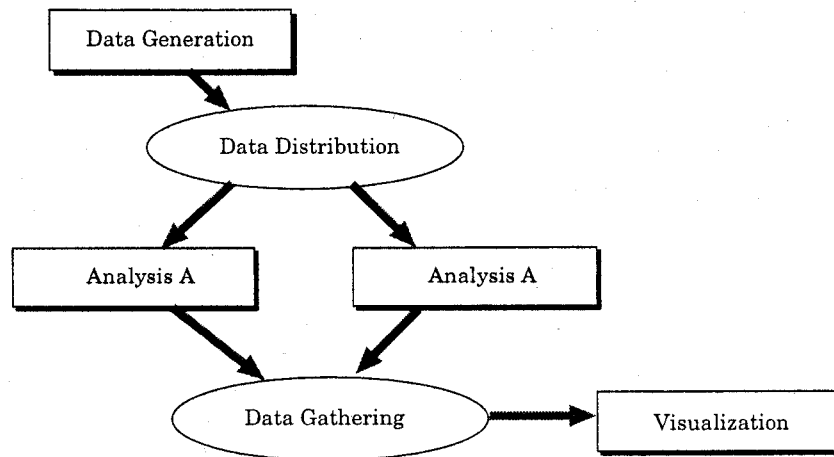 Data Generation
Data Distribution
Analysis A
Analysis A
Data Gathering
Visualization